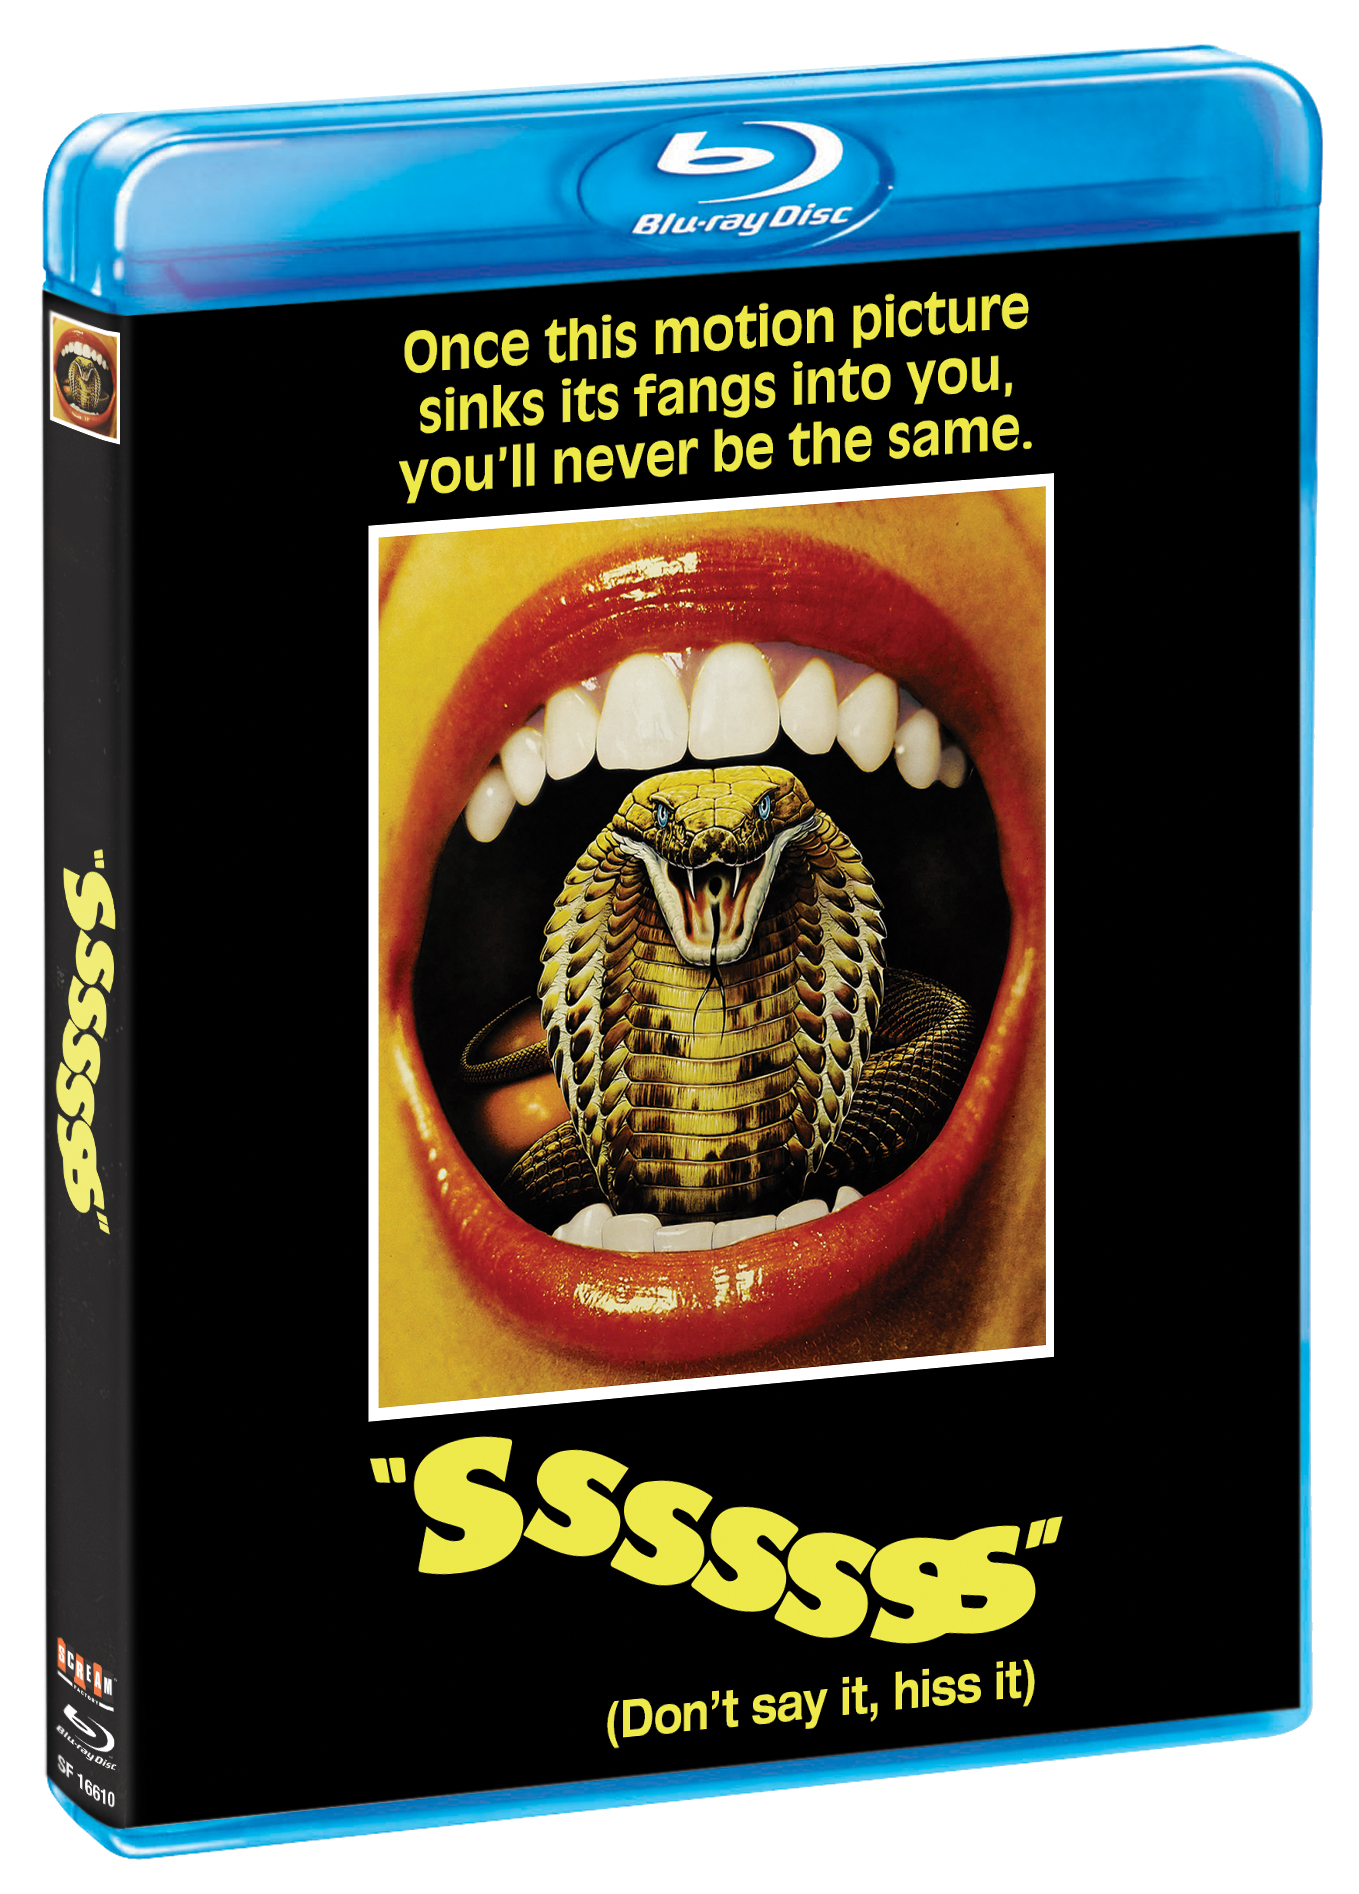 Blu-ray Disc
Once this motion picture
sinks its fangs into you,
you'll never be the same.
"Sssssss"
(Don't say it, hiss it)
"Sssssss"
SCREAM
FACTORY
Blu-ray Disc
SF 16610